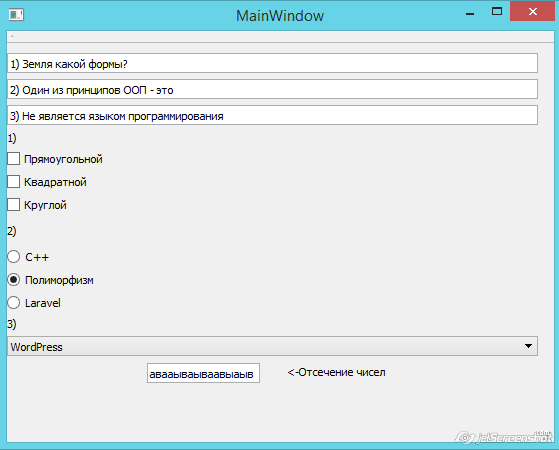 MainWindow
1) Земля какой формы?
2) Один из принципов ООП - это
3) Не является языком программирования
1)
Прямоугольной
Квадратной
Круглой
2)
C++
Полиморфизм
Laravel
3)
WordPress
авааываываавыаыв <-Отсечение чисел
jetScreenshot